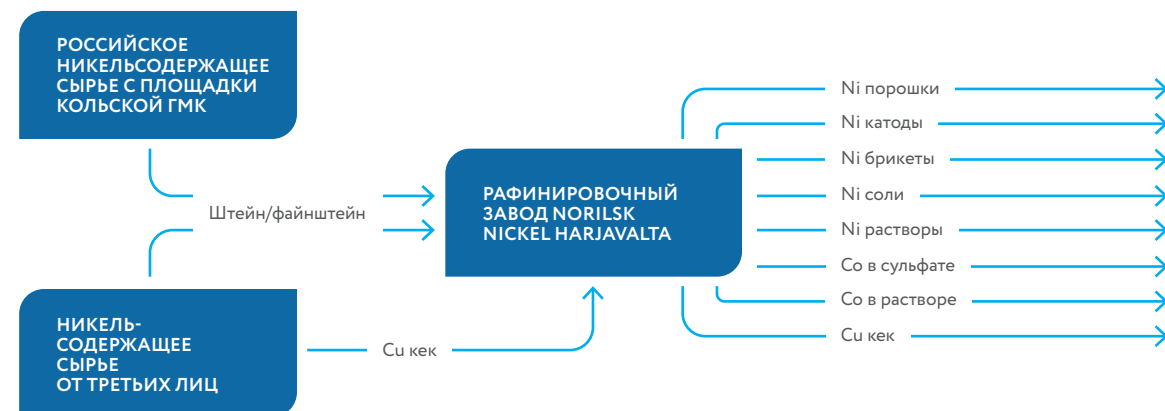 РОССИЙСКОЕ
НИКЕЛЬСОДЕРЖАЩЕЕ
СЫРЬЕ С ПЛОЩАДКИ
КОЛЬСКОЙ ГМК
Штейн/файнштейн
НИКЕЛЬ-
СОДЕРЖАЩЕЕ
СЫРЬЕ
ОТ ТРЕТЬИХ ЛИЦ
Cu кек
РАФИНИРОВОЧНЫЙ
ЗАВОД NORILSK
NICKEL HARJAVALTA
Ni порошки
Ni катоды
Ni брикеты
Ni соли
Ni растворы
Co в сульфате
Co в растворе
Cu кек